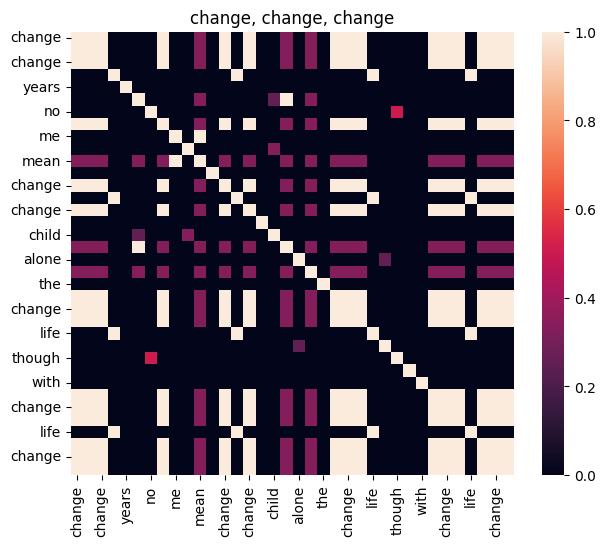 change, change, change
change
change
years
no
me
mean
change
change
child
alone
the
change
life
though
with
change
life
change
change
change
years
no
me
mean
change
change
child
alone
the
change
life
though
with
change
life
change
1.0
0.8
0.6
0.4
0.2
0.0